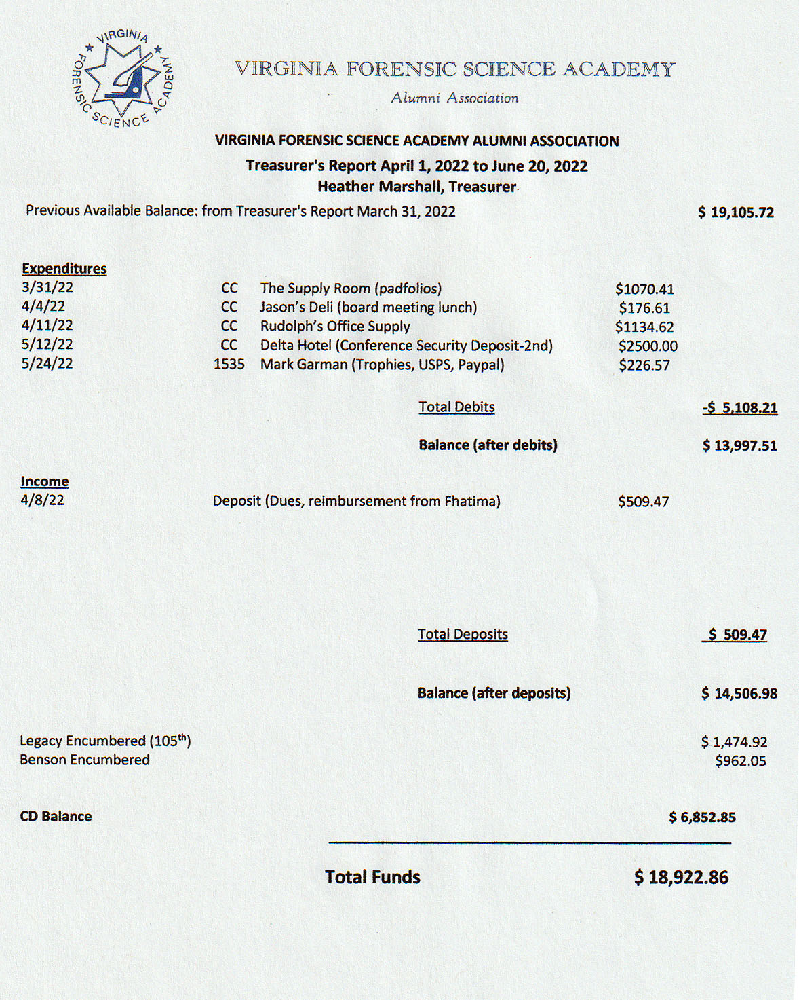 VIRGINIA
FORENSIC SCIENCE ACADEMY
VIRGINIA FORENSIC SCIENCE ACADEMY
Alumni Association
VIRGINIA FORENSIC SCIENCE ACADEMY ALUMNI ASSOCIATION
Treasurer's Report April 1, 2022 to June 20, 2022
Heather Marshall, Treasurer
Previous Available Balance: from Treasurer's Report March 31, 2022 $ 19,105.72
Expenditures
3/31/22 CC The Supply Room (padfolios) $1070.41
4/4/22 CC Jason's Deli (board meeting lunch) $176.61
4/11/22 CC Rudolph's Office Supply $1134.62
5/12/22 CC Delta Hotel (Conference Security Deposit-2nd) $2500.00
5/24/22 1535 Mark Garman (Trophies, USPS, Paypal) $226.57
Total Debits -$ 5,108.21
Balance (after debits) $ 13,997.51
Income
4/8/22 Deposit (Dues, reimbursement from Fhatima) $509.47
Total Deposits $ 509.47
Balance (after deposits) $ 14,506.98
Legacy Encumbered (105th) $ 1,474.92
Benson Encumbered $962.05
CD Balance $ 6,852.85
Total Funds $ 18,922.86